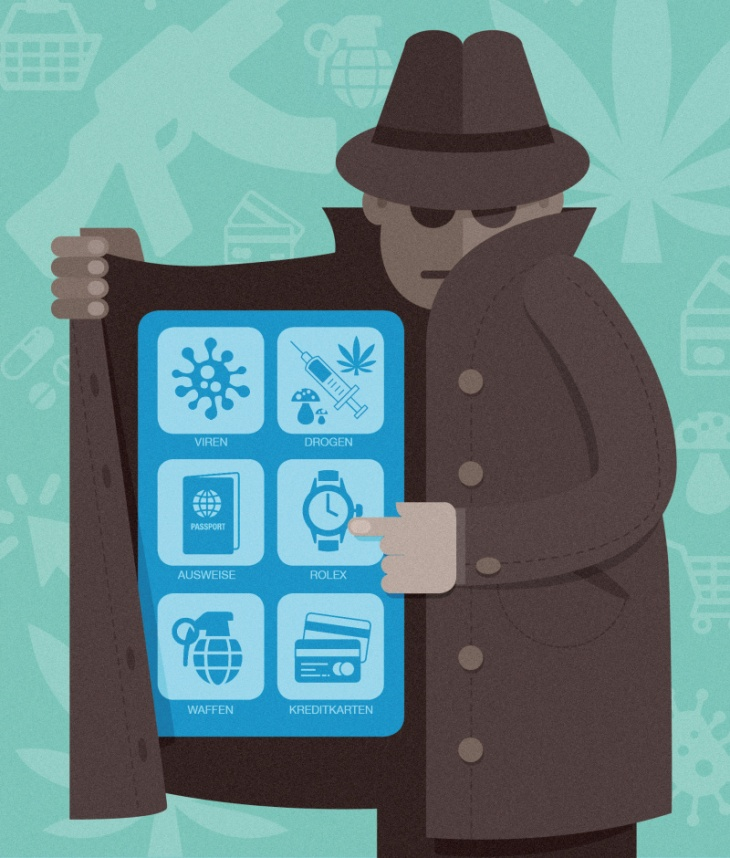 VIREN
DROGEN
PASSPORT
AUSWEISE
ROLEX
WAFFEN
KREDITKARTEN